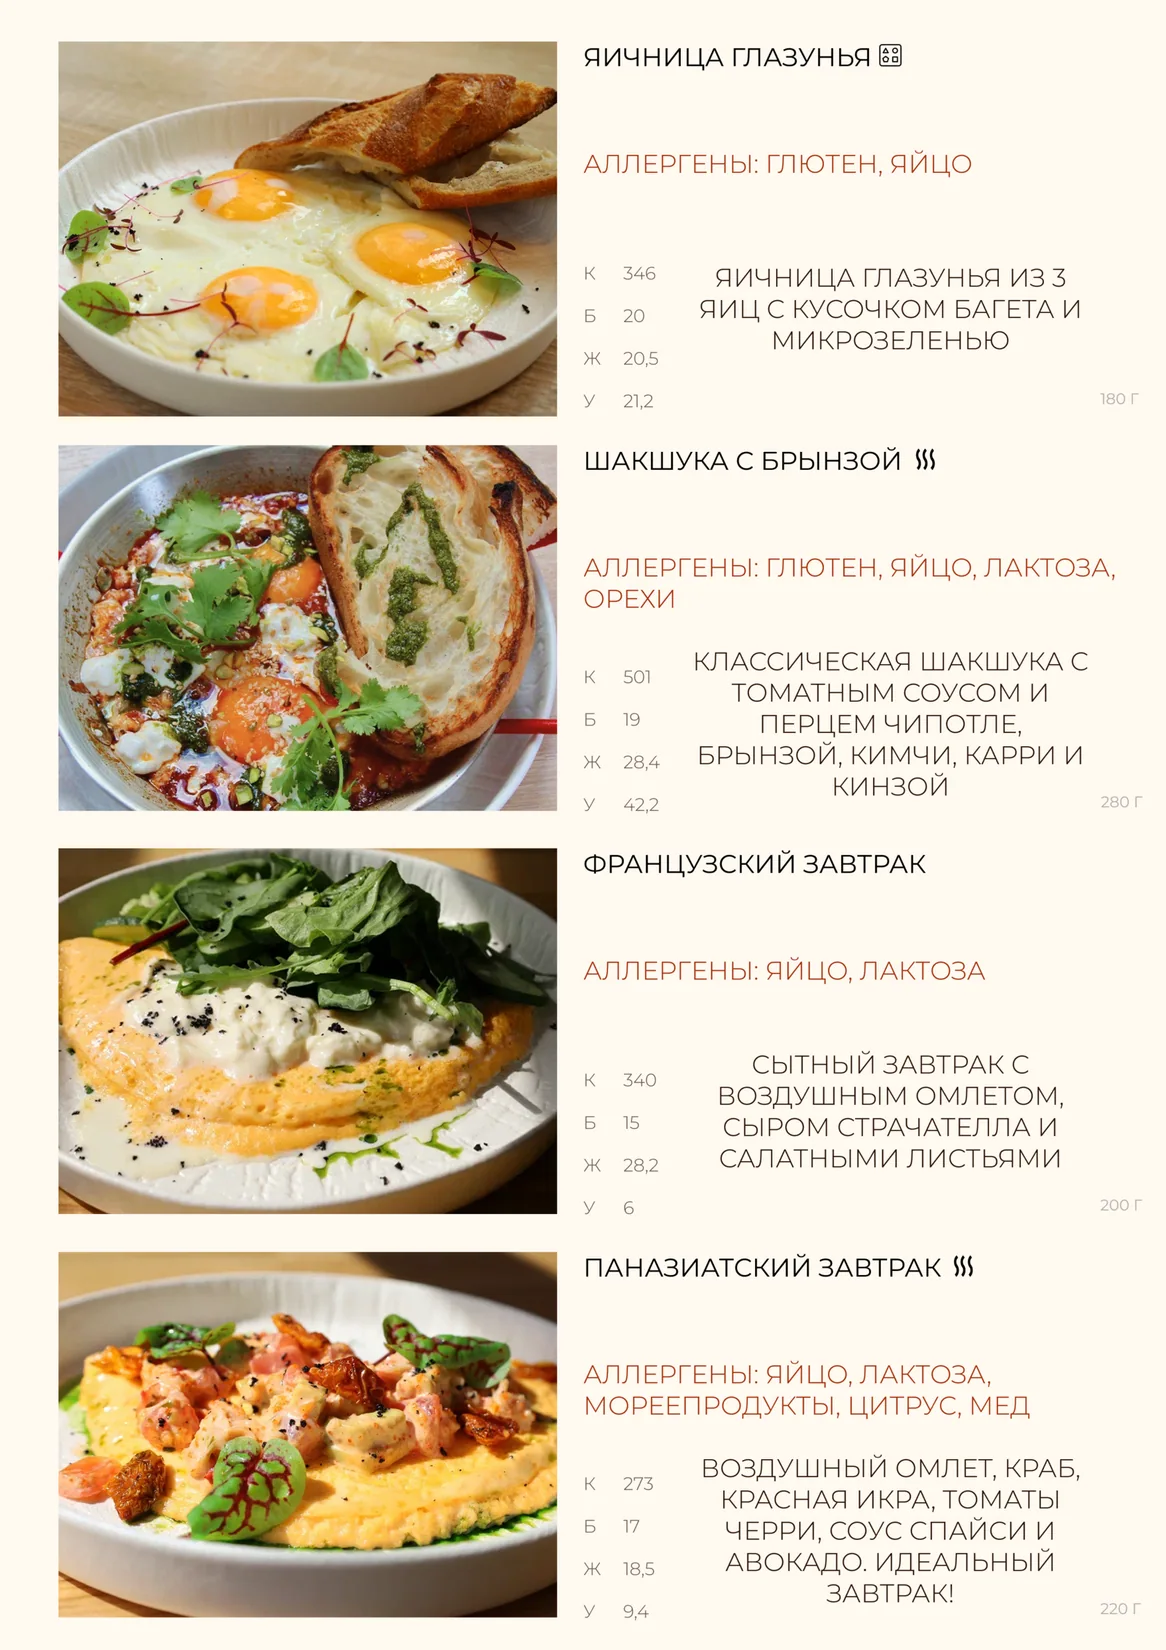 ЯИЧНИЦА ГЛАЗУНЬЯ
АЛЛЕРГЕНЫ: ГЛЮТЕН, ЯЙЦО
К 346
Б 20
Ж 20,5
У 21,2
ЯИЧНИЦА ГЛАЗУНЬЯ ИЗ 3
ЯИЦ С КУСОЧКОМ БАГЕТА И
МИКРОЗЕЛЕНЬЮ
180 Г
ШАКШУКА С БРЫНЗОЙ
АЛЛЕРГЕНЫ: ГЛЮТЕН, ЯЙЦО, ЛАКТОЗА,
ОРЕХИ
К 501
Б 19
Ж 28,4
У 42,2
КЛАССИЧЕСКАЯ ШАКШУКА С
ТОМАТНЫМ СОУСОМ И
ПЕРЦЕМ ЧИПОТЛЕ,
БРЫНЗОЙ, КИМЧИ, КАРРИ И
КИНЗОЙ
280 Г
ФРАНЦУЗСКИЙ ЗАВТРАК
АЛЛЕРГЕНЫ: ЯЙЦО, ЛАКТОЗА
К 340
Б 15
Ж 28,2
У 6
СЫТНЫЙ ЗАВТРАК С
ВОЗДУШНЫМ ОМЛЕТОМ,
СЫРОМ СТРАЧАТЕЛЛА И
САЛАТНЫМИ ЛИСТЬЯМИ
200 Г
ПАНАЗИАТСКИЙ ЗАВТРАК
АЛЛЕРГЕНЫ: ЯЙЦО, ЛАКТОЗА,
МОРЕЕПРОДУКТЫ, ЦИТРУС, МЕД
К 273
Б 17
Ж 18,5
У 9,4
ВОЗДУШНЫЙ ОМЛЕТ, КРАБ,
КРАСНАЯ ИКРА, ТОМАТЫ
ЧЕРРИ, СОУС СПАЙСИ И
АВОКАДО. ИДЕАЛЬНЫЙ
ЗАВТРАК!
220 Г